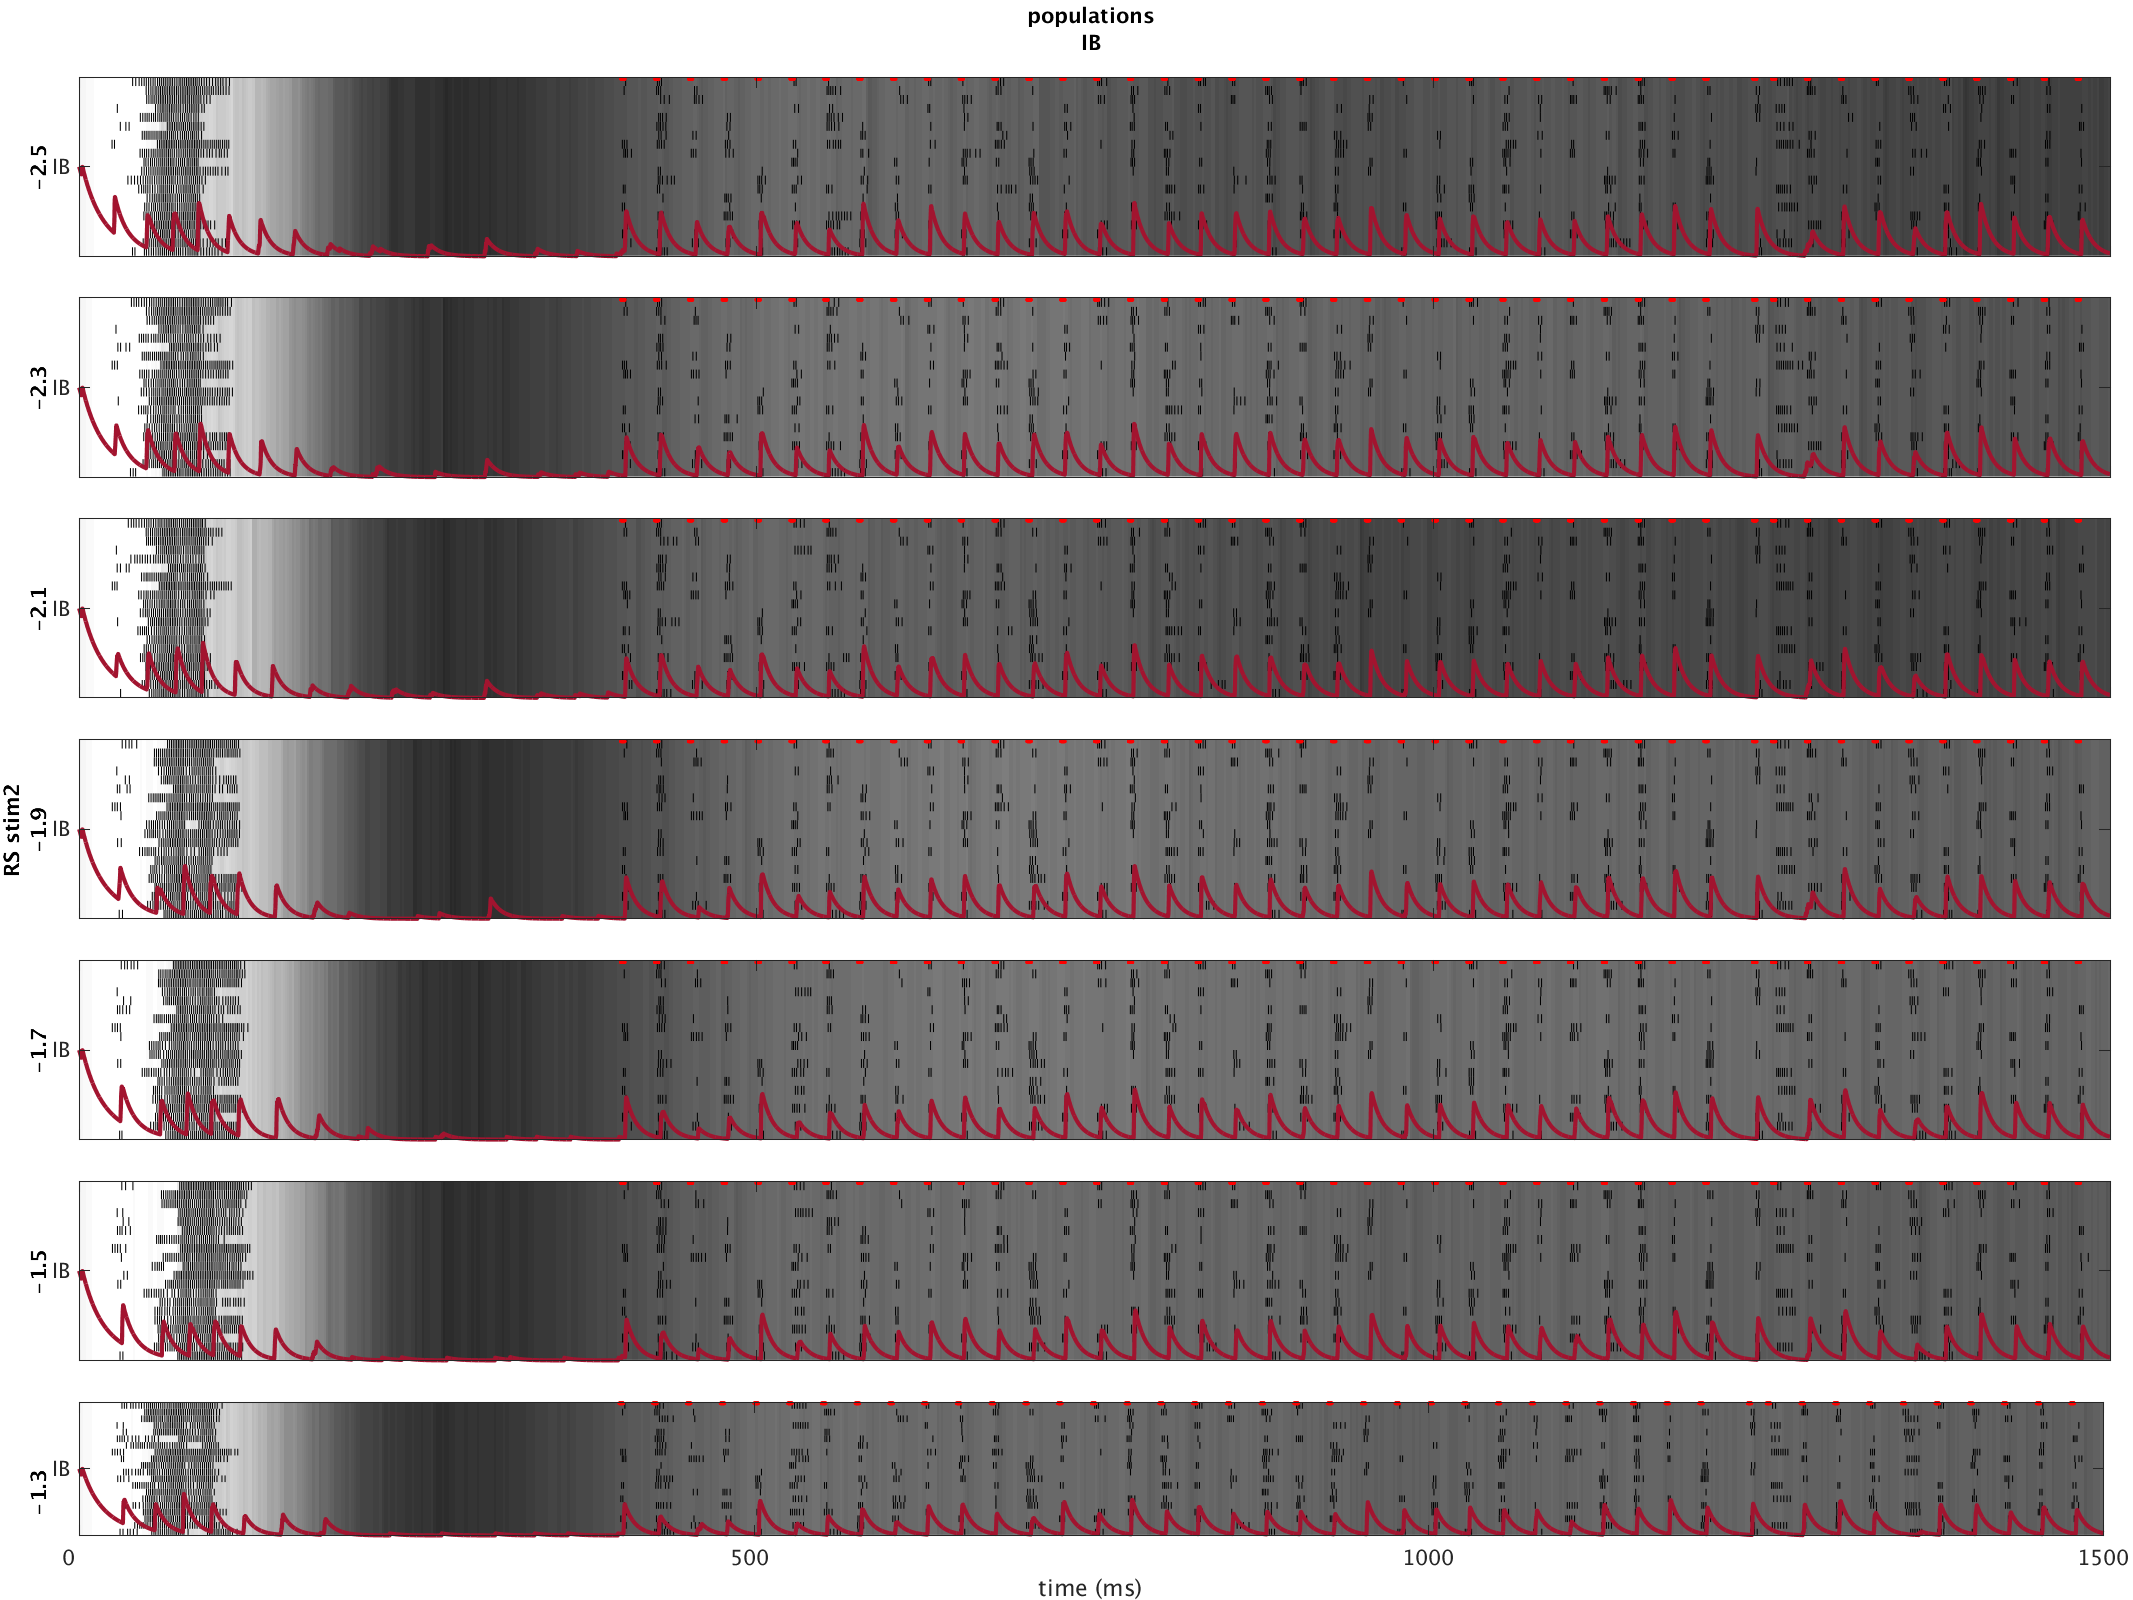 populations
IB
RS stim2
-2.5
IB
-2.3
IB
-2.1
IB
-1.9
IB
-1.7
IB
-1.5
IB
-1.3
IB
0 500 1000 1500
time (ms)